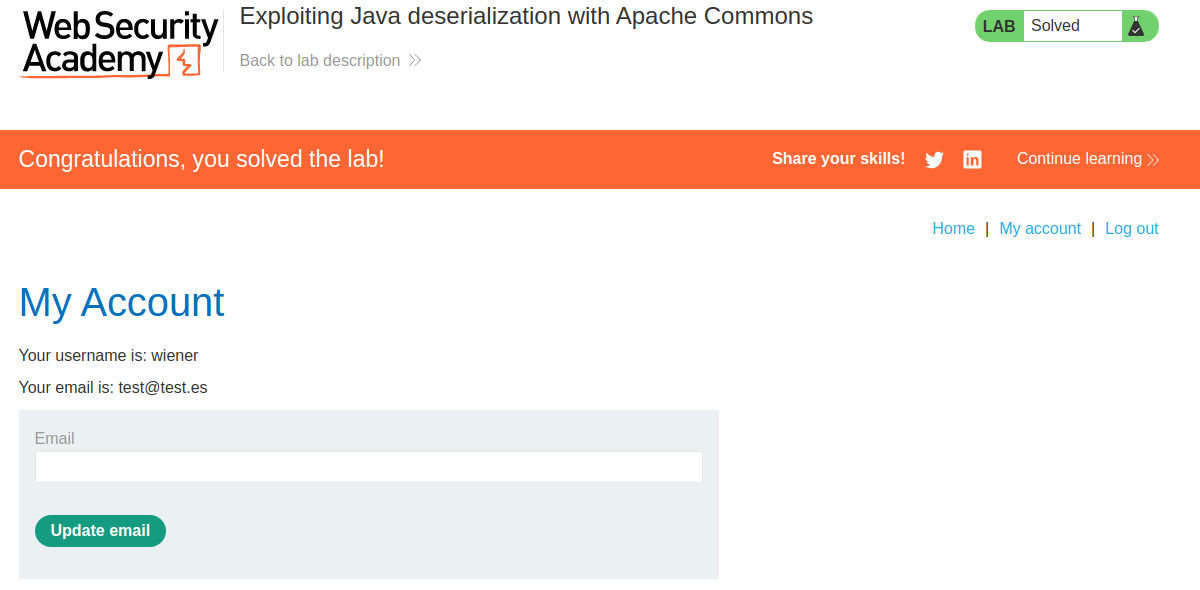 Web Security
Academy
Exploiting Java deserialization with Apache Commons
Back to lab description
LAB Solved
Congratulations, you solved the lab!
Share your skills! in Continue learning
Home | My account | Log out
My Account
Your username is: wiener
Your email is: test@test.es
Email
Update email